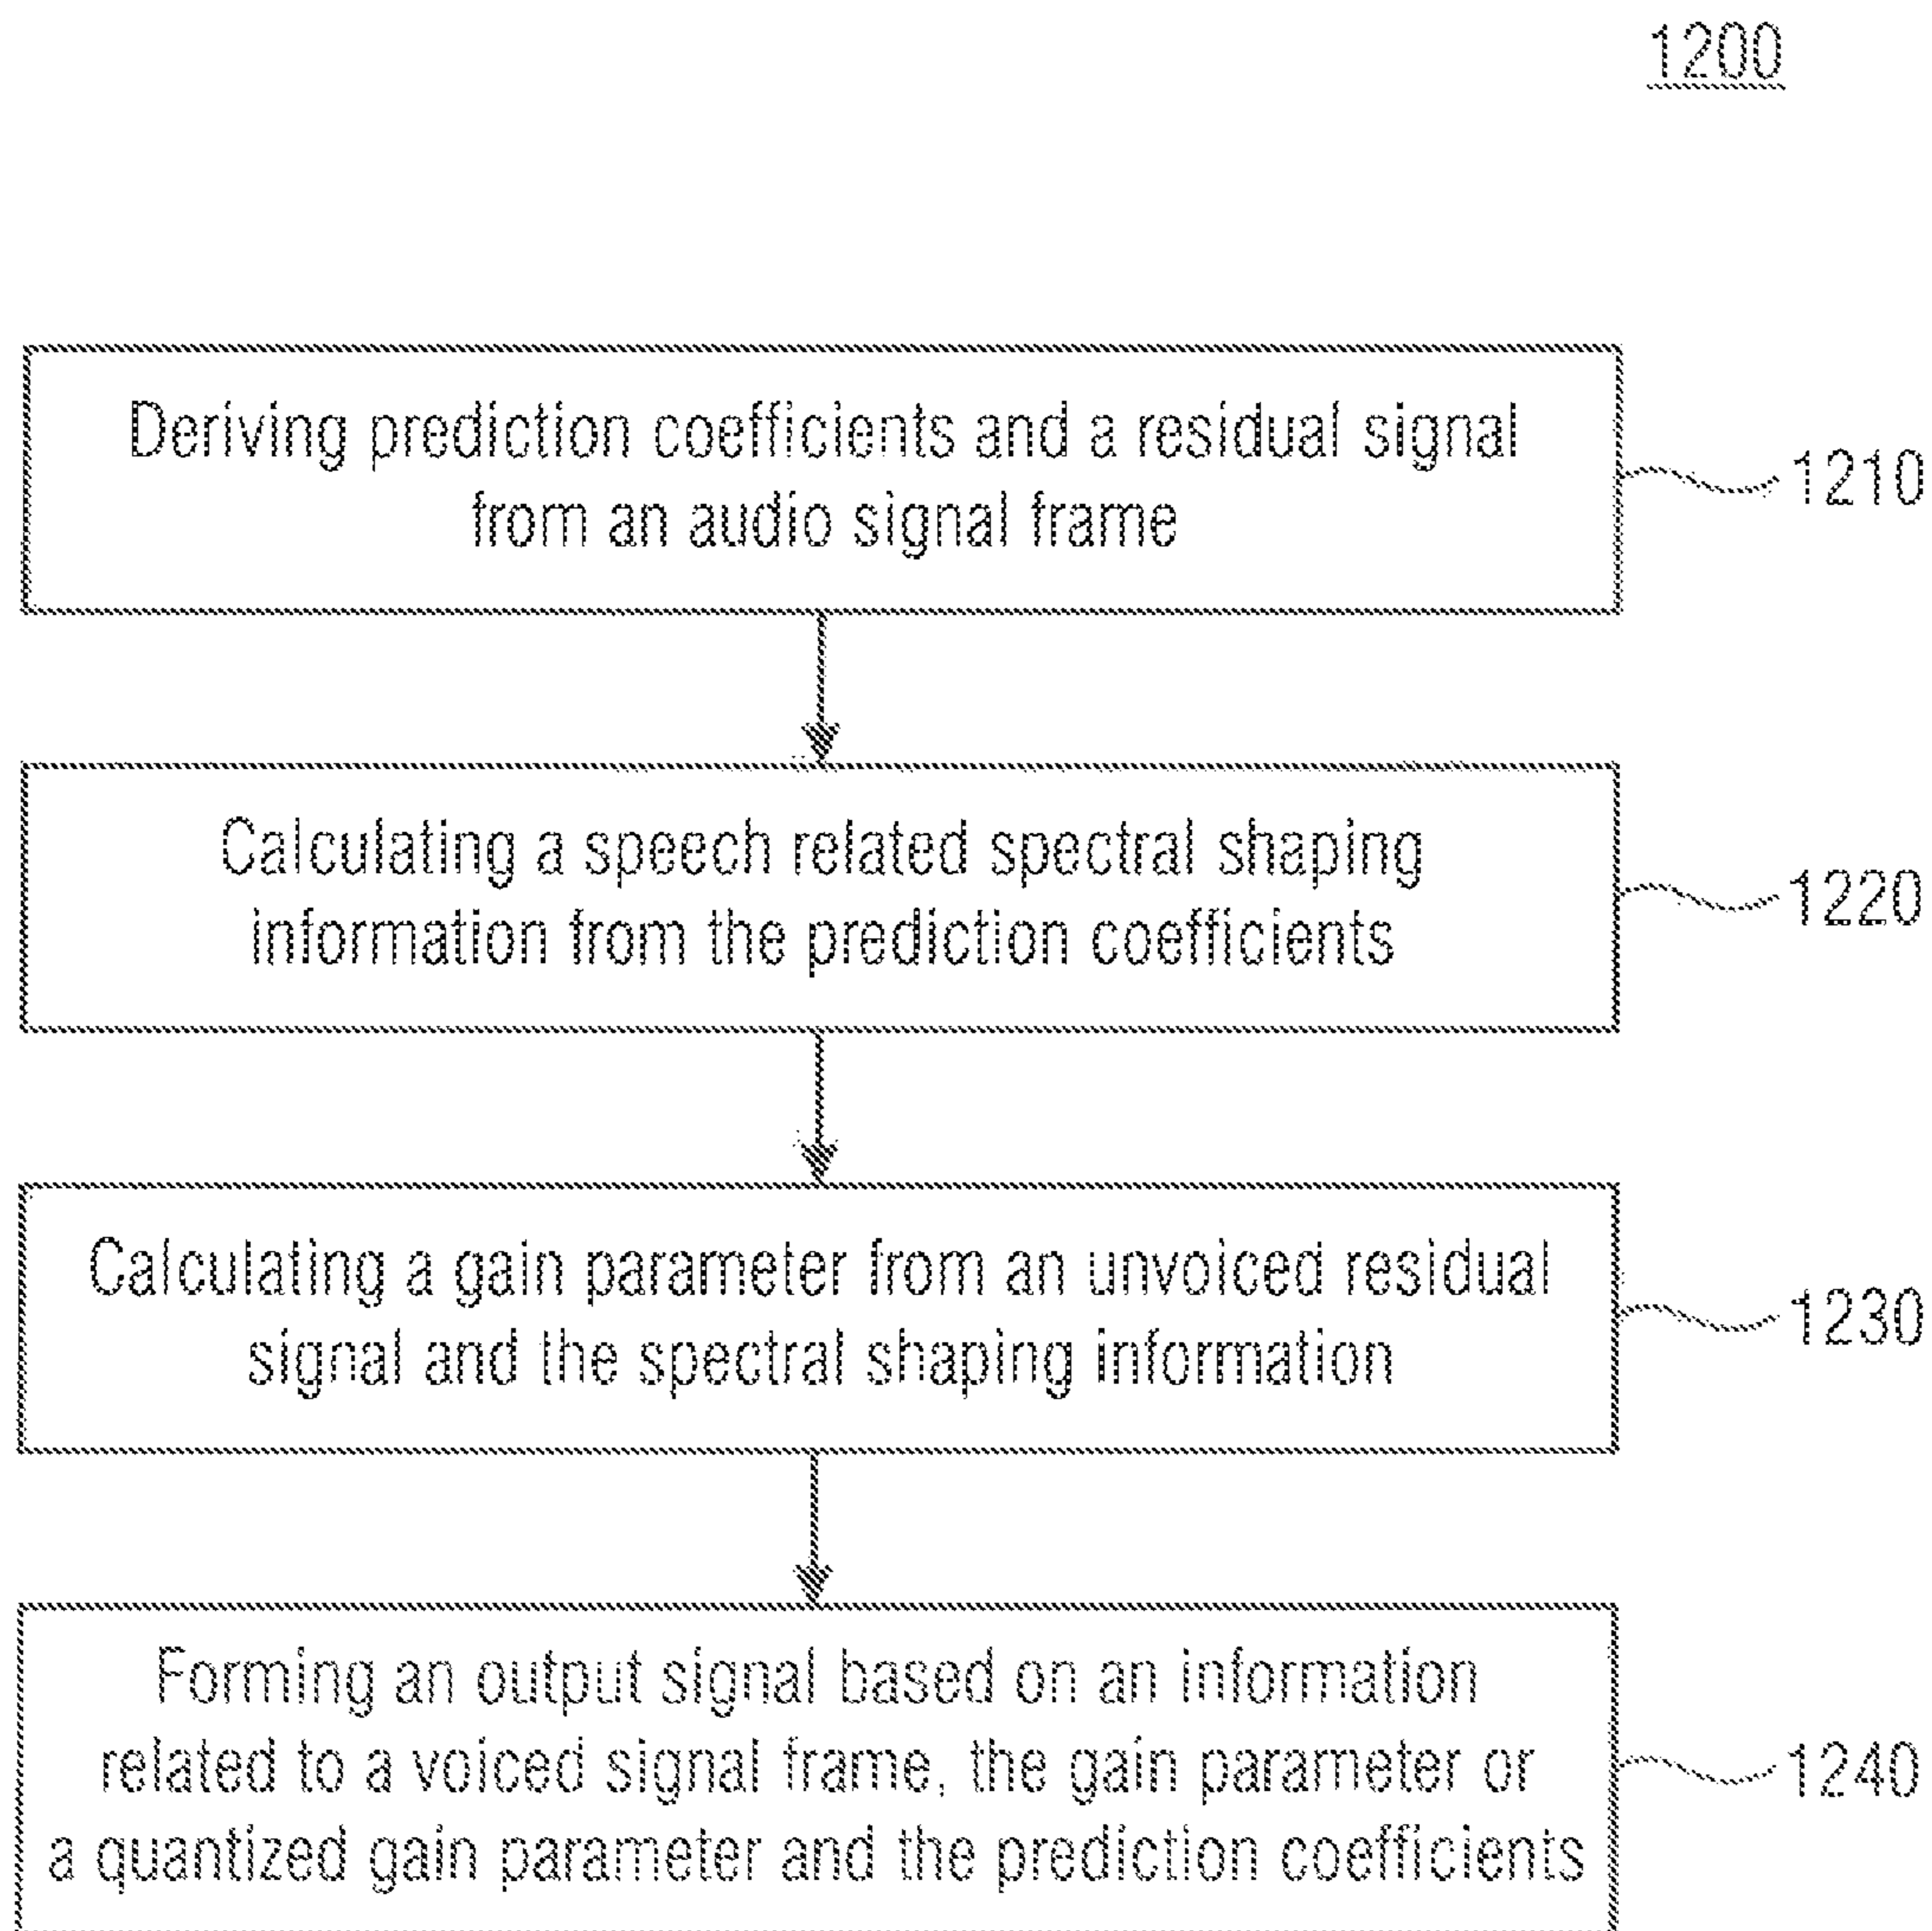 1200
Deriving prediction coefficients and a residual signal
from an audio signal frame
1210
Calculating a speech related spectral shaping
information from the prediction coefficients
1220
Calculating a gain parameter from an unvoiced residual
signal and the spectral shaping information
1230
Forming an output signal based on an information
related to a voiced signal frame, the gain parameter or
a quantized gain parameter and the prediction coefficients
1240